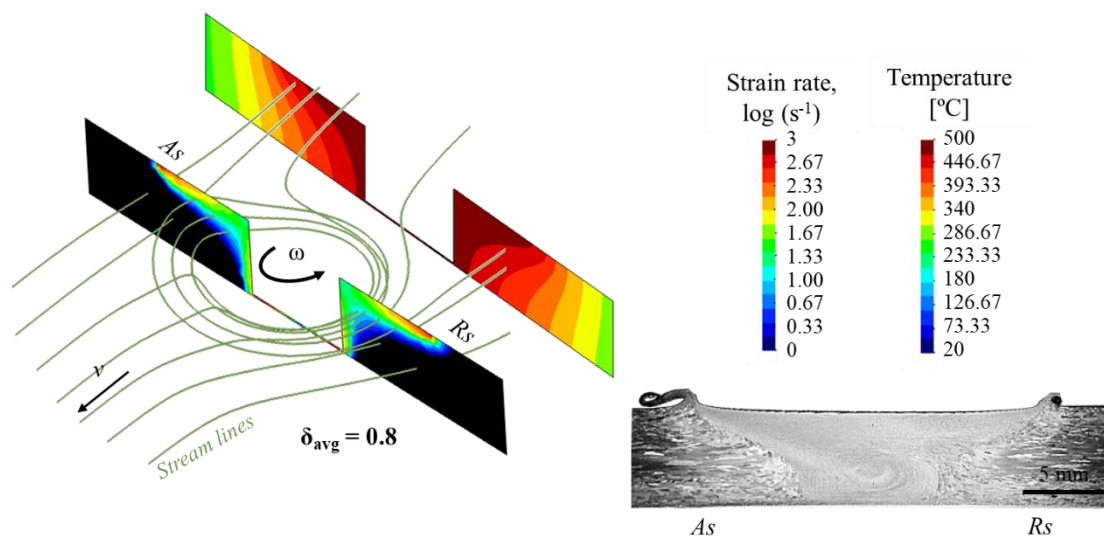 As
ω
Rs
v
Stream lines
δavg = 0.8
Strain rate,
log (s-1)
3
2.67
2.33
2.00
1.67
1.33
1.00
0.67
0.33
0
Temperature
[ºC]
500
446.67
393.33
340
286.67
233.33
180
126.67
73.33
20
5 mm
As
Rs